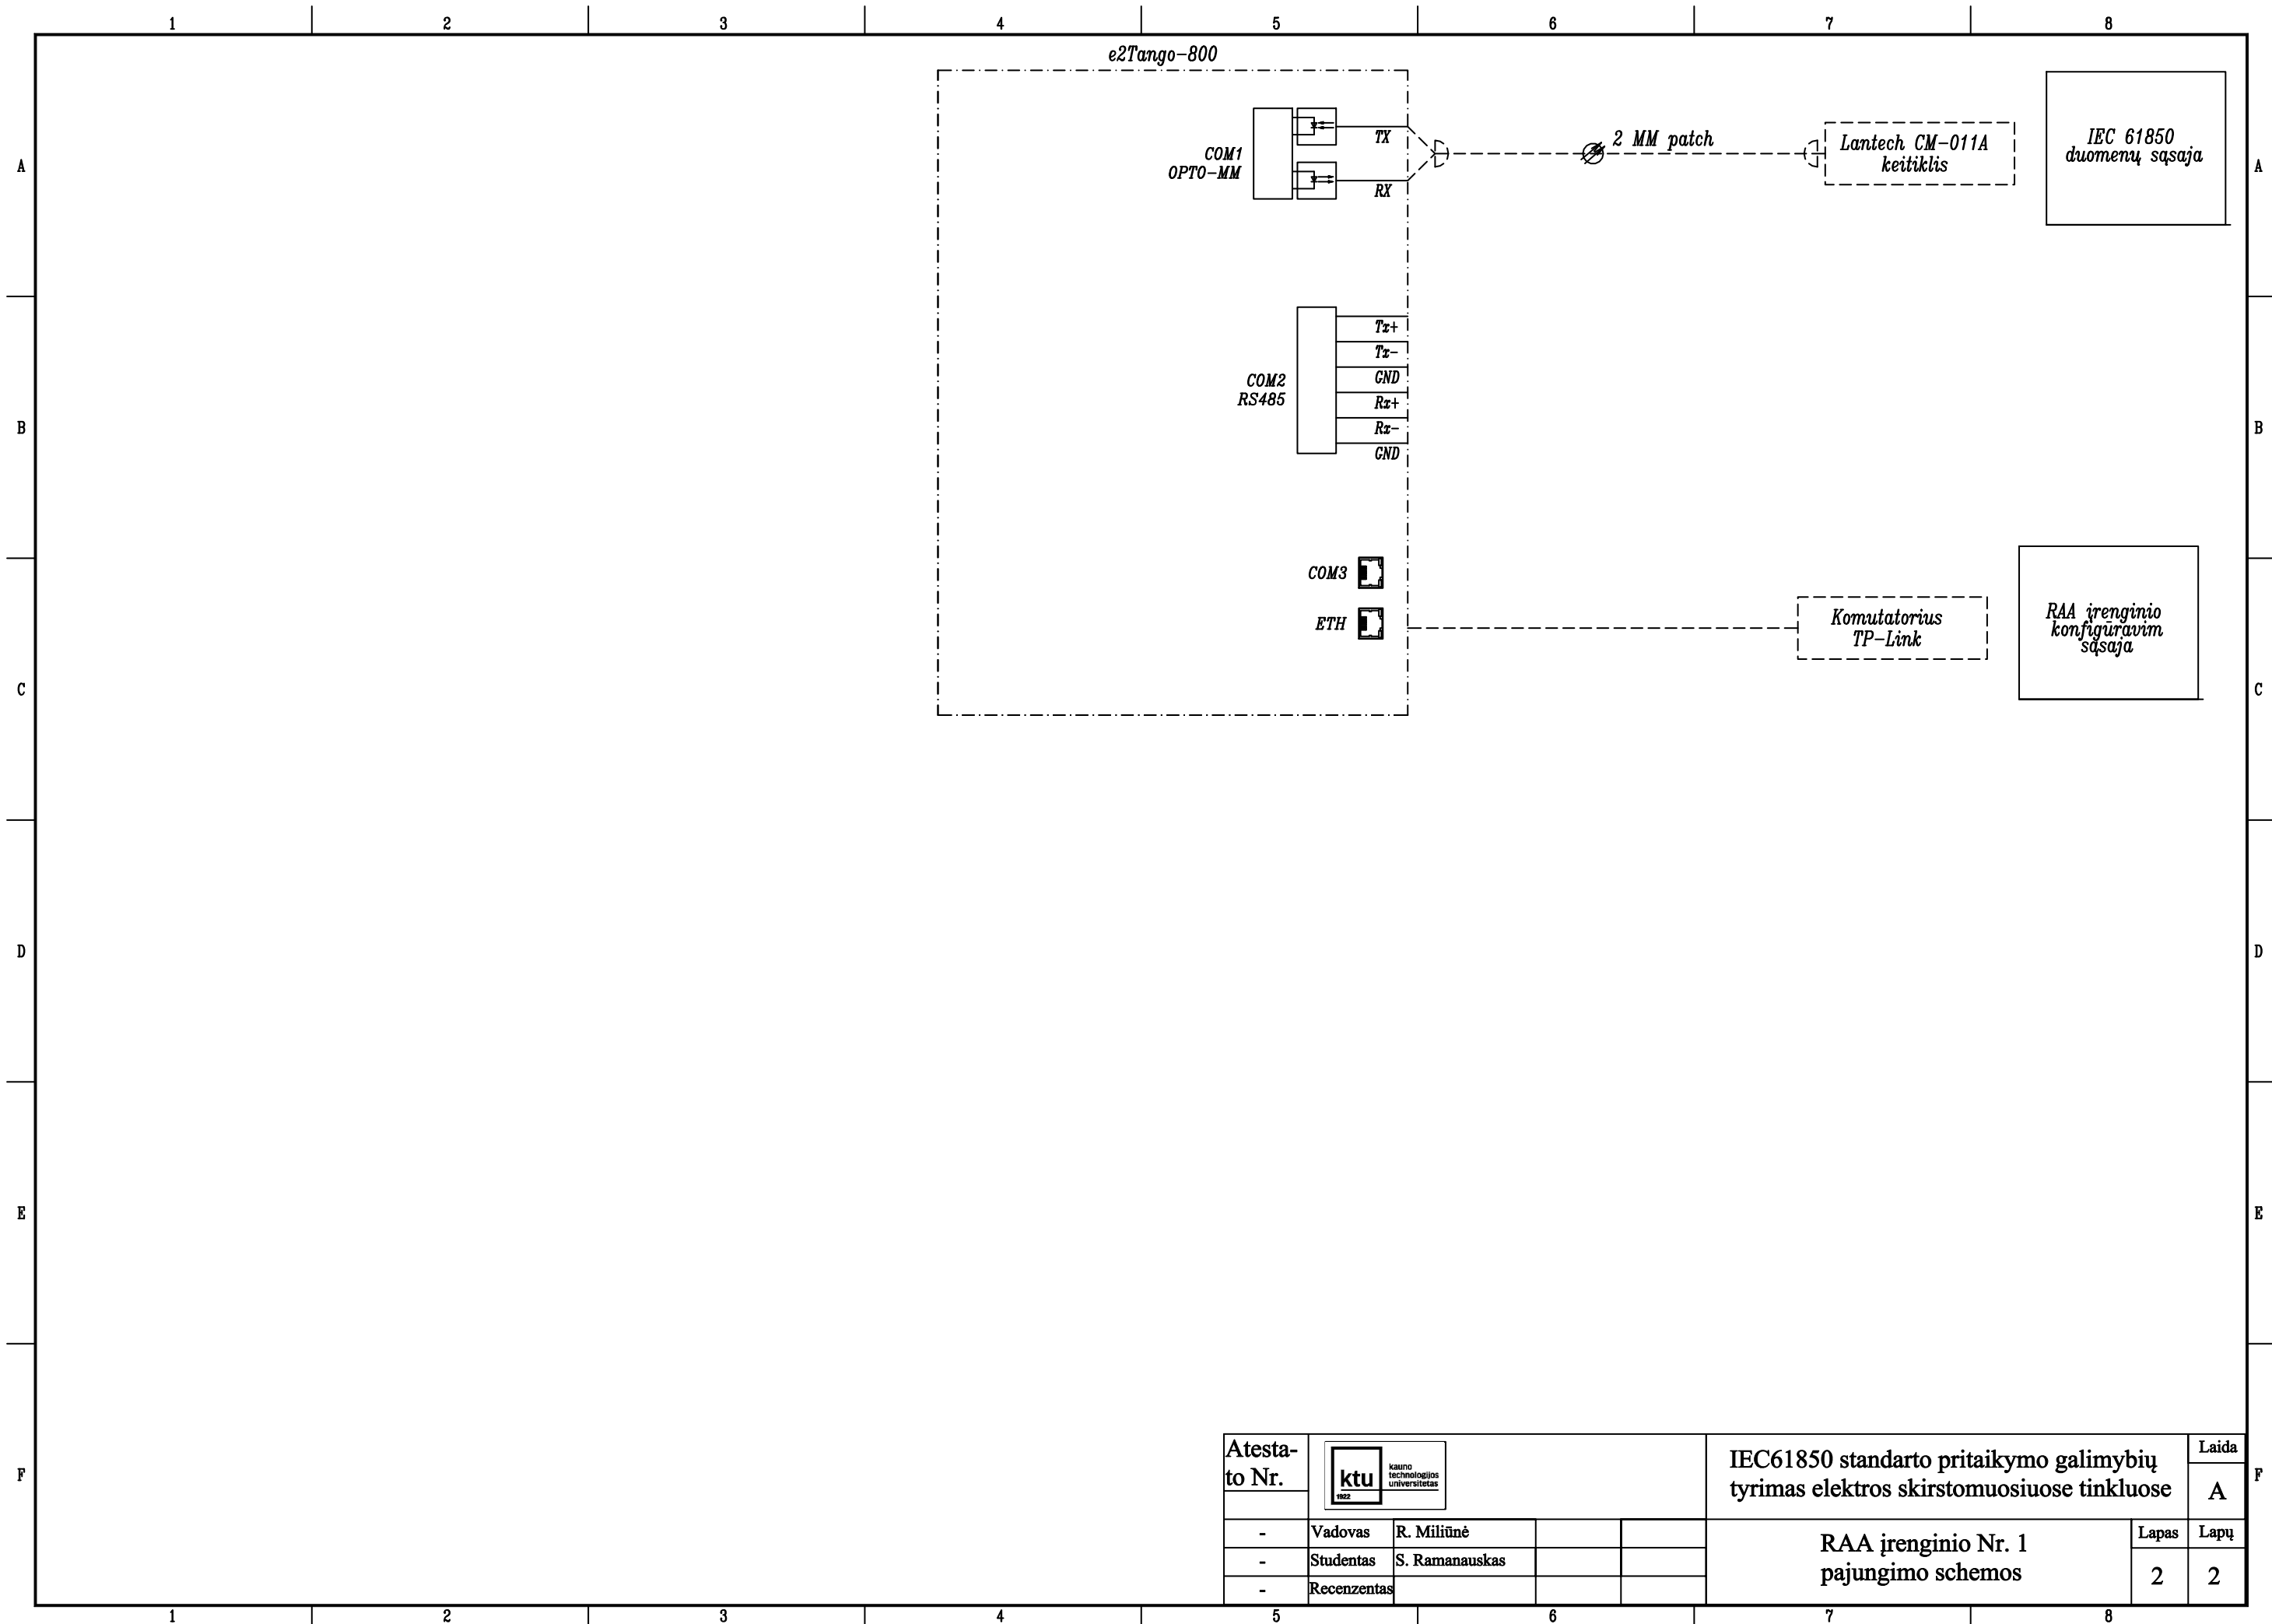 1 2 3 4 5 6 7 8
e2Tango-800
A
COM1
OPTO-MM
TX
RX
2 MM patch
Lantech CM-011A
keitiklis
IEC 61850
duomenų sąsaja
A
B
COM2
RS485
Tx+
Tx-
GND
Rx+
Rx-
GND
B
C
COM3
ETH
Komutatorius
TP-Link
RAA įrenginio
konfigūravim
sąsaja
C
D
D
E
E
F
Atesta-
to Nr.
ktu
1922
kauno
technologijos
universitetas
IEC61850 standarto pritaikymo galimybių
tyrimas elektros skirstomuosiuose tinkluose
Laida
A
F
- Vadovas R. Miliūnė
- Studentas S. Ramanauskas
- Recenzentas
RAA įrenginio Nr. 1
pajungimo schemos
Lapas Lapų
2 2
1 2 3 4 5 6 7 8